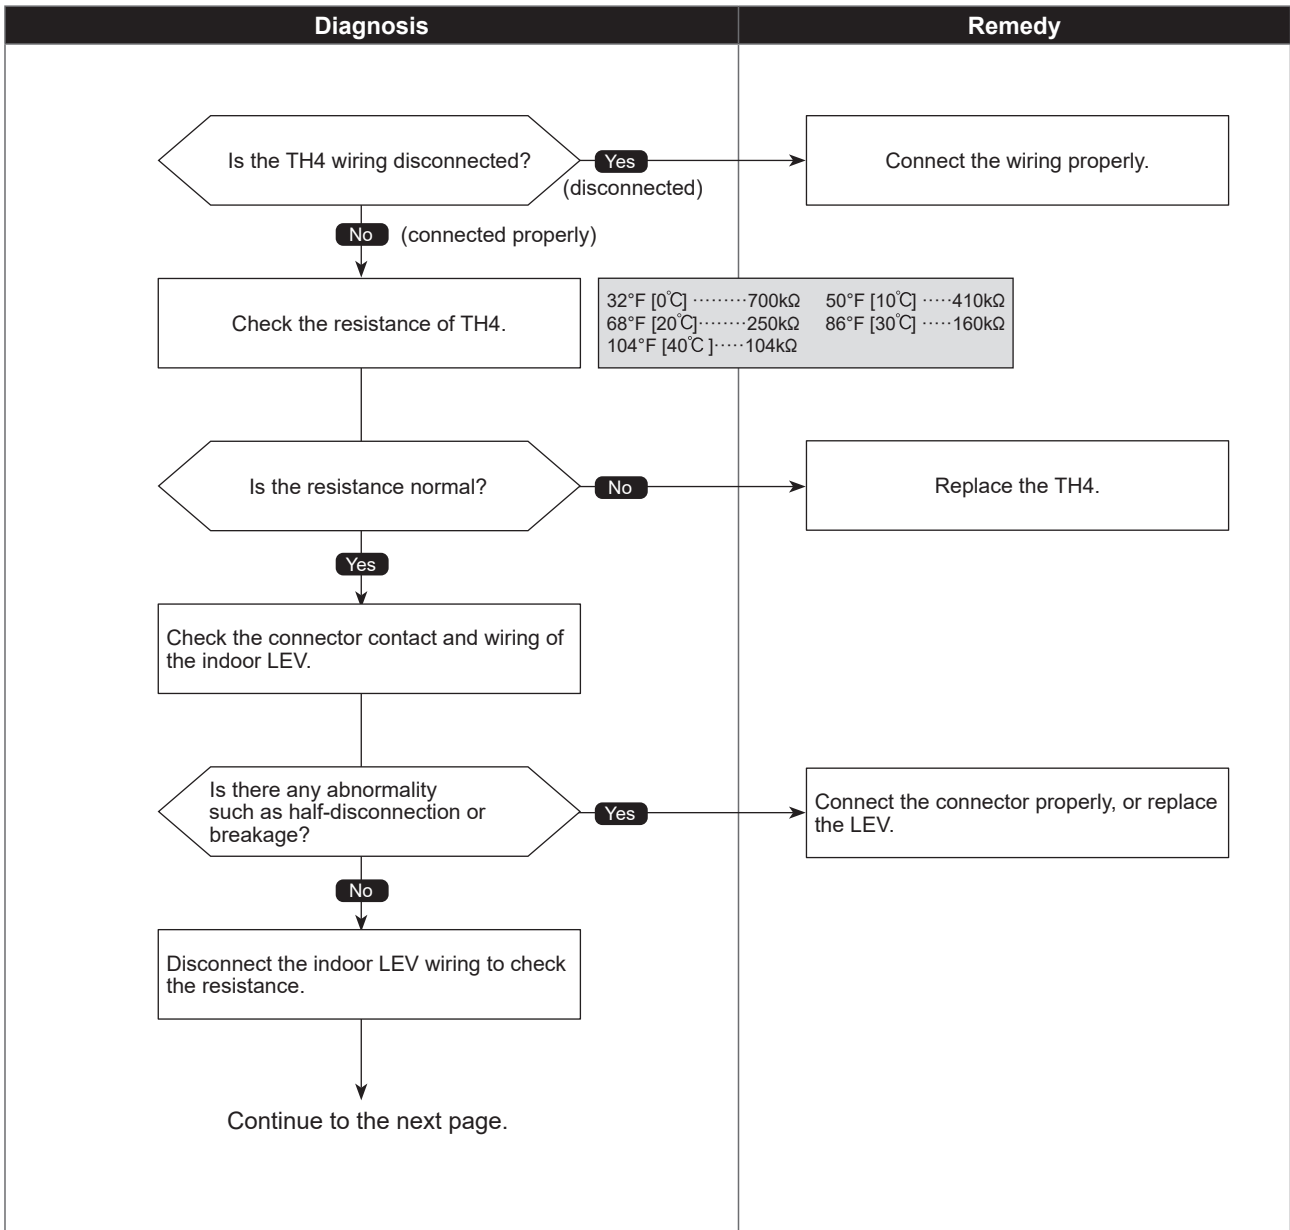 Diagnosis
Remedy
Is the TH4 wiring disconnected?
Yes
(disconnected)
Connect the wiring properly.
No (connected properly)
Check the resistance of TH4.
32°F [0℃] ·········700kΩ 50°F [10℃] ·····410kΩ
68°F [20℃]········250kΩ 86°F [30℃] ·····160kΩ
104°F [40℃ ]·····104kΩ
Is the resistance normal?
No
Replace the TH4.
Yes
Check the connector contact and wiring of
the indoor LEV.
Is there any abnormality
such as half-disconnection or
breakage?
Yes
Connect the connector properly, or replace
the LEV.
No
Disconnect the indoor LEV wiring to check
the resistance.
Continue to the next page.